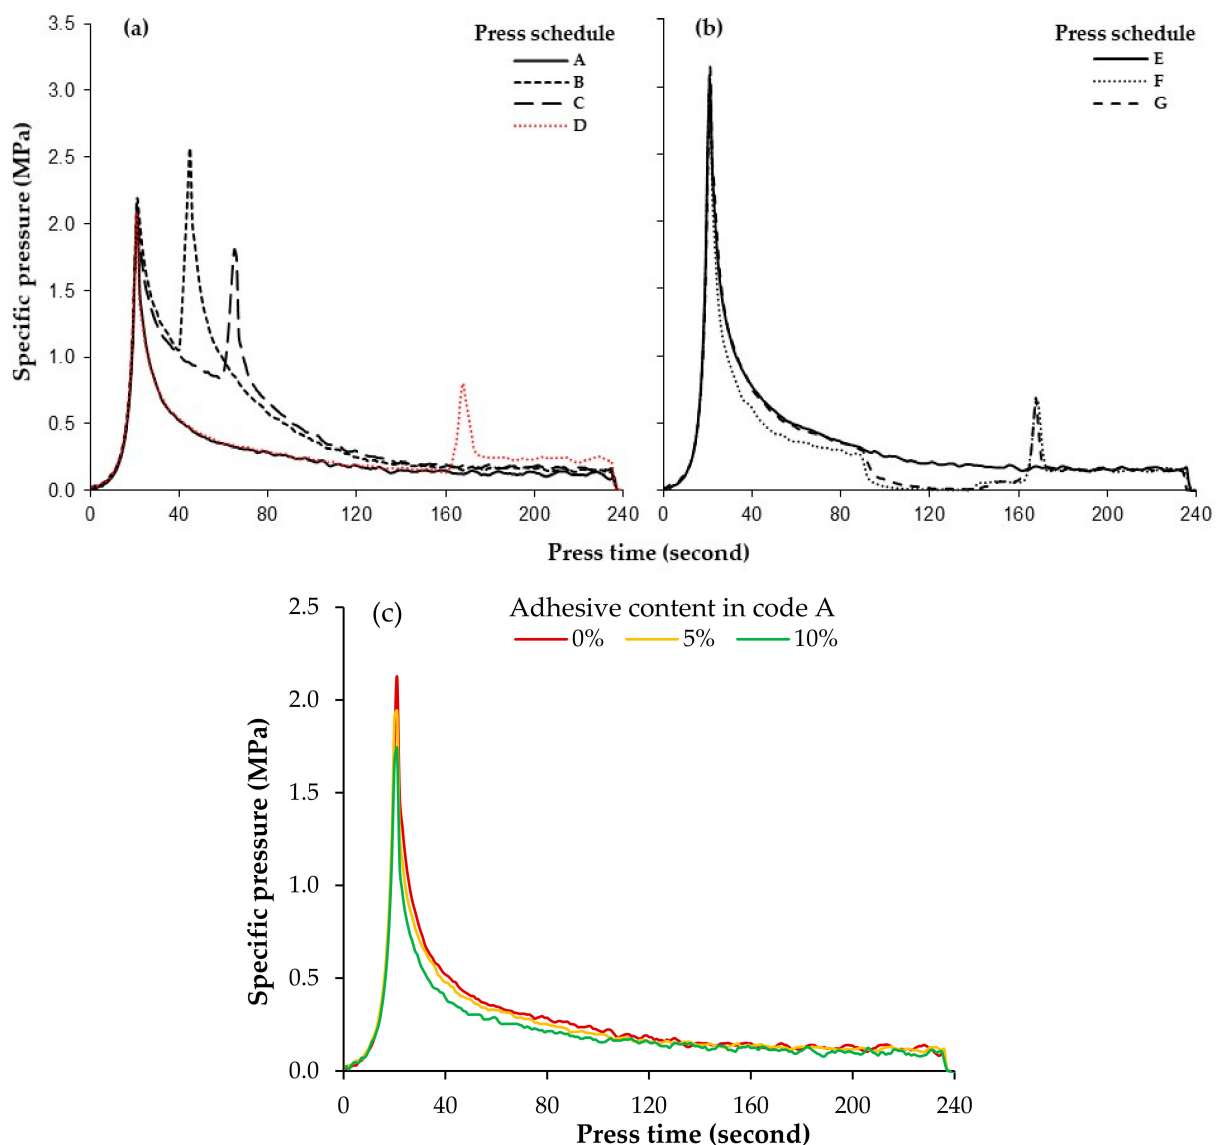 (a)
Press schedule
A
B
C
D
3.5
3.0
2.5
2.0
1.5
1.0
0.5
0.0
Specific pressure (MPa)
0 40 80 120 160 200 240
(b)
Press schedule
E
F
G
0 40 80 120 160 200 240
Press time (second)
(c)
Adhesive content in code A
0% 5% 10%
2.5
2.0
1.5
1.0
0.5
0.0
Specific pressure (MPa)
0 40 80 120 160 200 240
Press time (second)